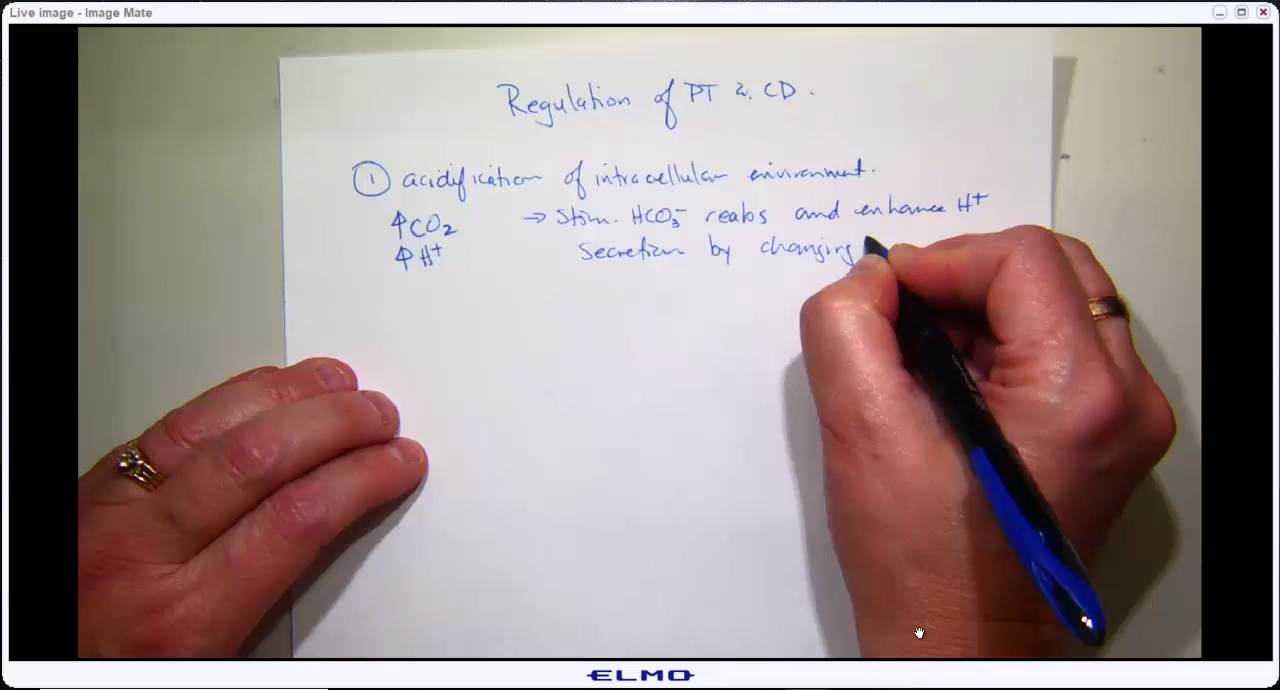 Live image - Image Mate
Regulation of PT & CD.
① acidification of intracellular environment.
↑CO₂ → Stim. HCO₃⁻ reabs and enhance H⁺
↑H⁺ secretion by changing
ELMO